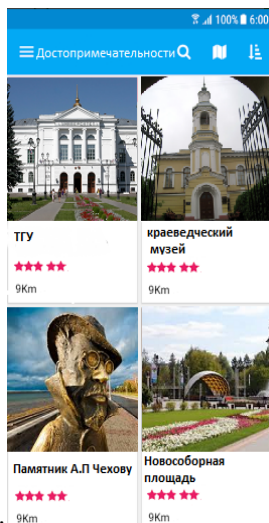 100% 6:00
Достопримечательности
ТГУ
9Km
краеведческий
музей
9Km
Памятник А.П Чехову
9Km
Новособорная
площадь
9Km